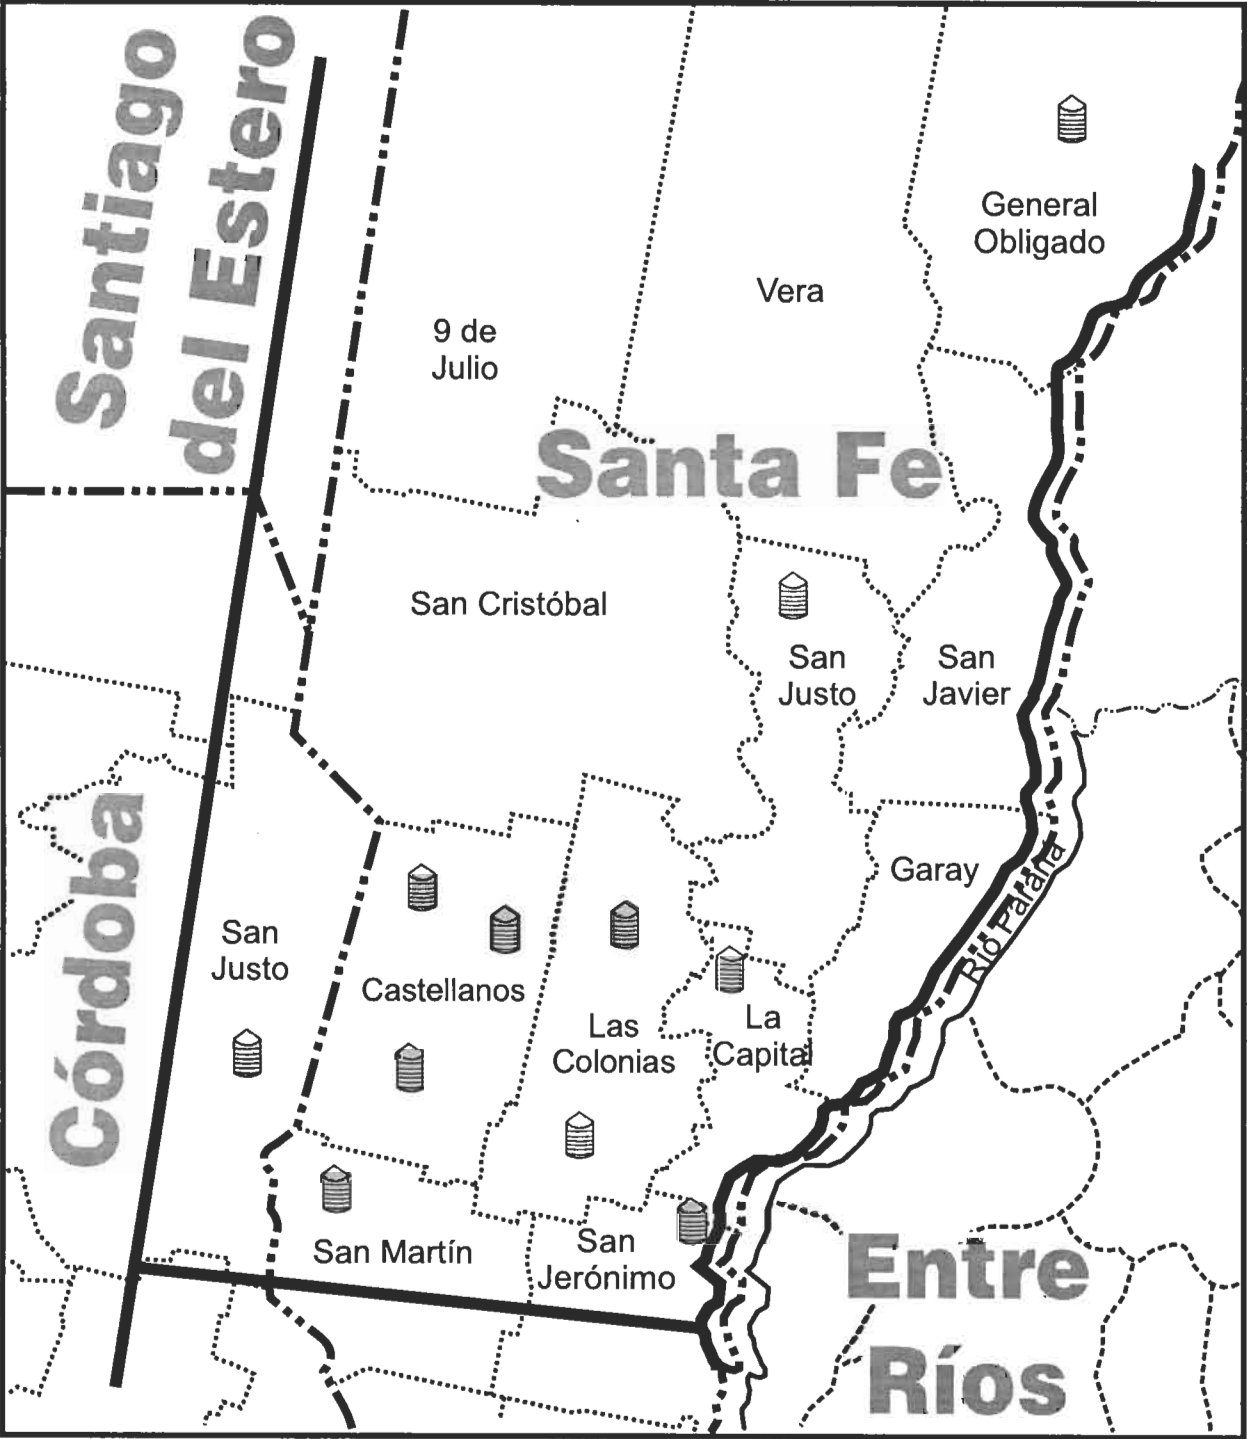 Santiago
del Estero
General
Obligado
Vera
9 de
Julio
Santa Fe
San Cristóbal
San
Justo
San
Javier
Córdoba
San
Justo
Castellanos
Las
Colonias
La
Capital
Garay
Río Paraná
San Martín
San
Jerónimo
Entre
Ríos